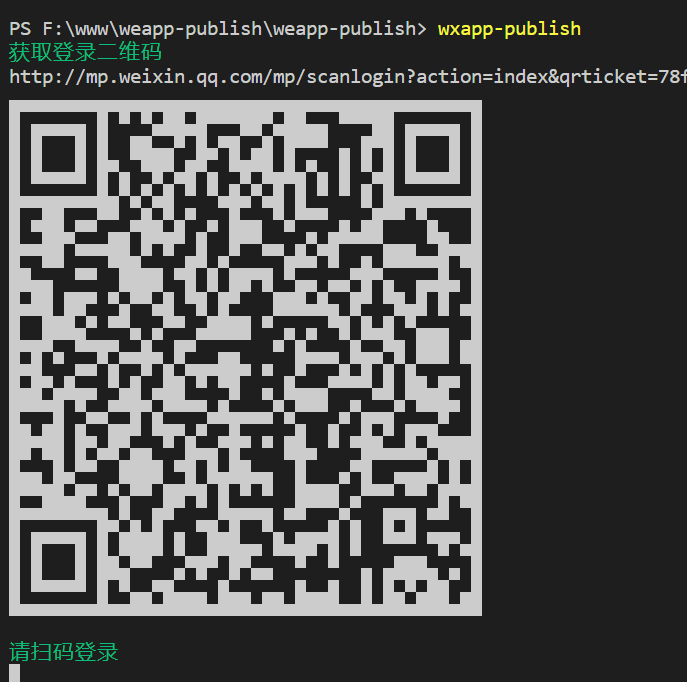 PS F:\www\weapp-publish\weapp-publish> wxapp-publish
获取登录二维码
http://mp.weixin.qq.com/mp/scanlogin?action=index&qrticket=78f
请扫码登录